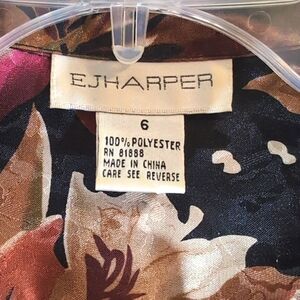 EJHARPER
6
100% POLYESTER
RN 81888
MADE IN CHINA
CARE SEE REVERSE